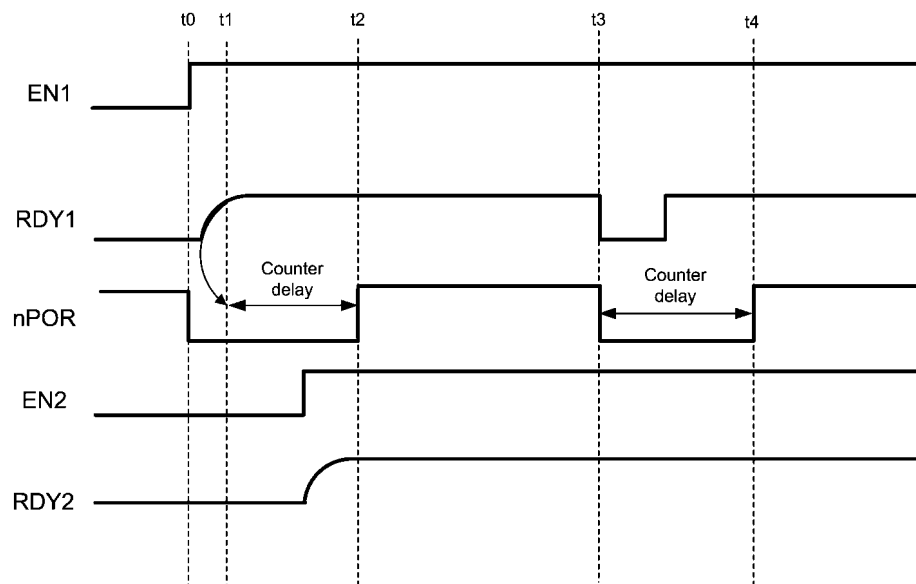 t0
t1
t2
t3
t4
EN1
RDY1
Counter
delay
Counter
delay
nPOR
EN2
RDY2